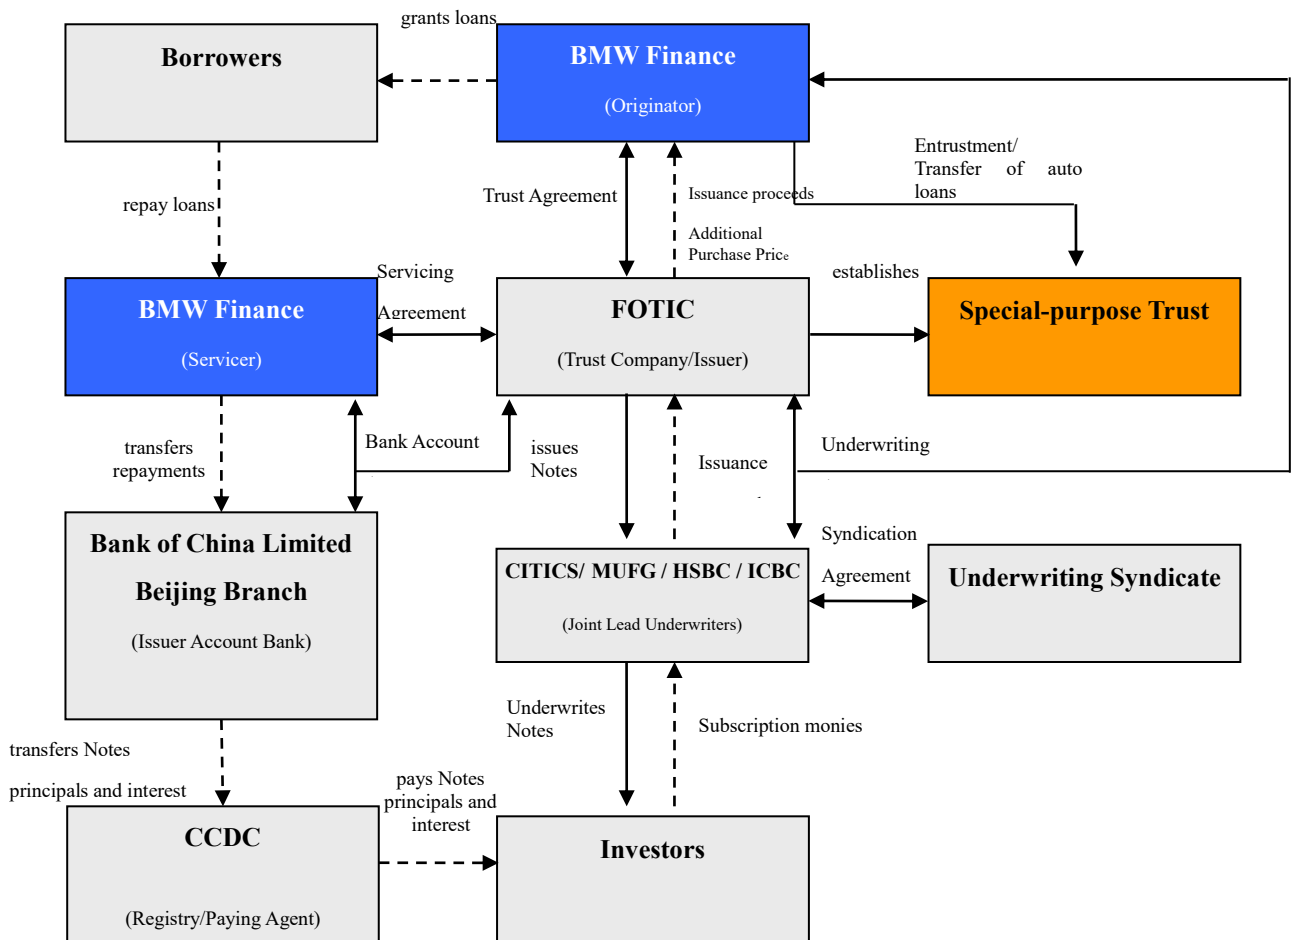 grants loans
Borrowers
BMW Finance
(Originator)
Entrustment/
Transfer of auto
loans
repay loans
Trust Agreement
Issuance proceeds
Additional
Purchase Price
Servicing
Agreement
establishes
BMW Finance
(Servicer)
FOTIC
(Trust Company/Issuer)
Special-purpose Trust
transfers
repayments
Bank Account
issues
Notes
Issuance
Underwriting
Bank of China Limited
Beijing Branch
(Issuer Account Bank)
CITICS/ MUFG / HSBC / ICBC
(Joint Lead Underwriters)
Syndication
Agreement
Underwriting Syndicate
Underwrites
Notes
Subscription monies
transfers Notes
principals and interest
pays Notes
principals and
interest
CCDC
(Registry/Paying Agent)
Investors